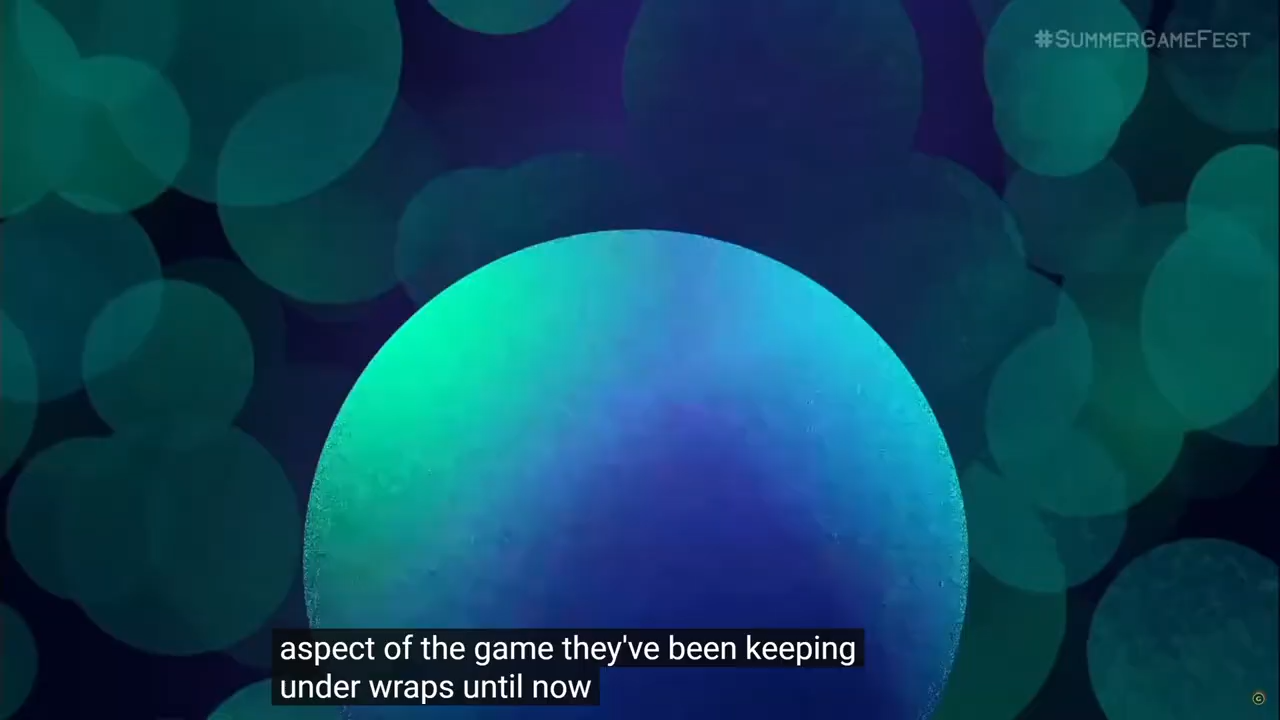 #SUMMERGAMEFEST
aspect of the game they've been keeping
under wraps until now